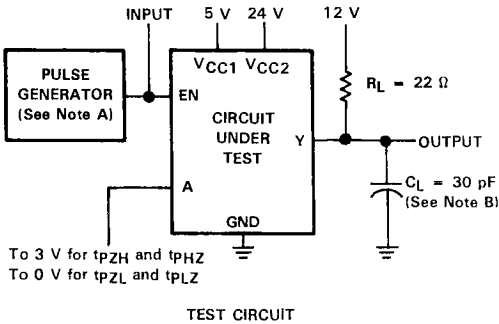 INPUT
5 V 24 V 12 V
PULSE
GENERATOR
(See Note A)
VCC1 VCC2
EN
CIRCUIT
UNDER
TEST
Y
A
GND
RL = 22 Ω
OUTPUT
CL = 30 pF
(See Note B)
To 3 V for tPZH and tPHZ
To 0 V for tPZL and tPLZ
TEST CIRCUIT